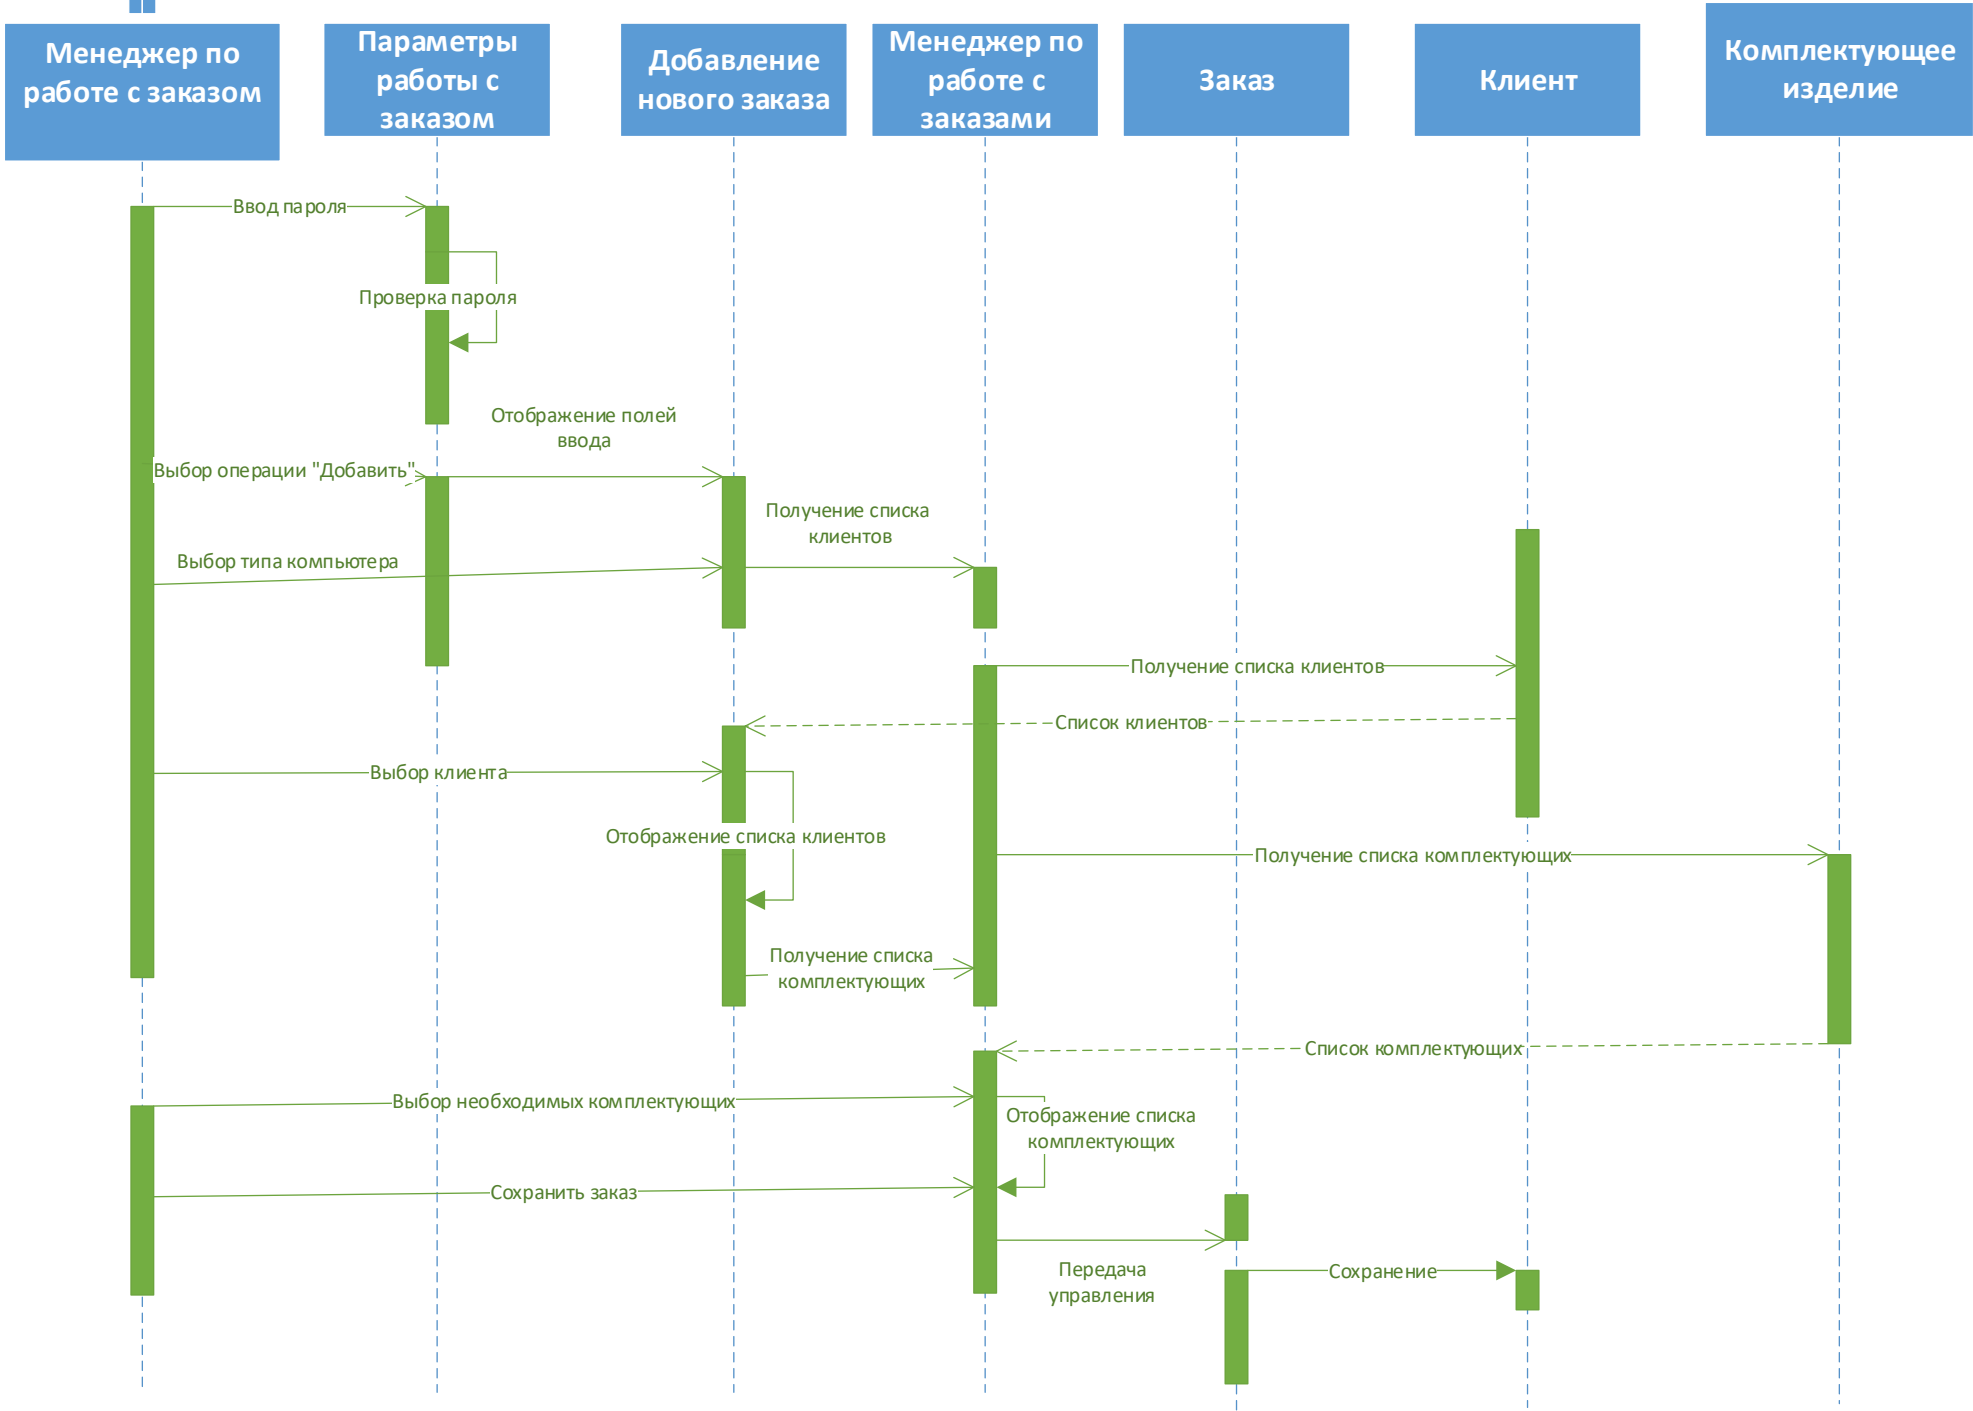 Менеджер по
работе с заказом
Параметры
работы с
заказом
Добавление
нового заказа
Менеджер по
работе с
заказами
Заказ
Клиент
Комплектующее
изделие
Ввод пароля
Проверка пароля
Отображение полей
ввода
Выбор операции "Добавить"
Получение списка
клиентов
Выбор типа компьютера
Получение списка клиентов
Список клиентов
Выбор клиента
Отображение списка клиентов
Получение списка комплектующих
Получение списка
комплектующих
Список комплектующих
Выбор необходимых комплектующих
Отображение списка
комплектующих
Сохранить заказ
Передача
управления
Сохранение